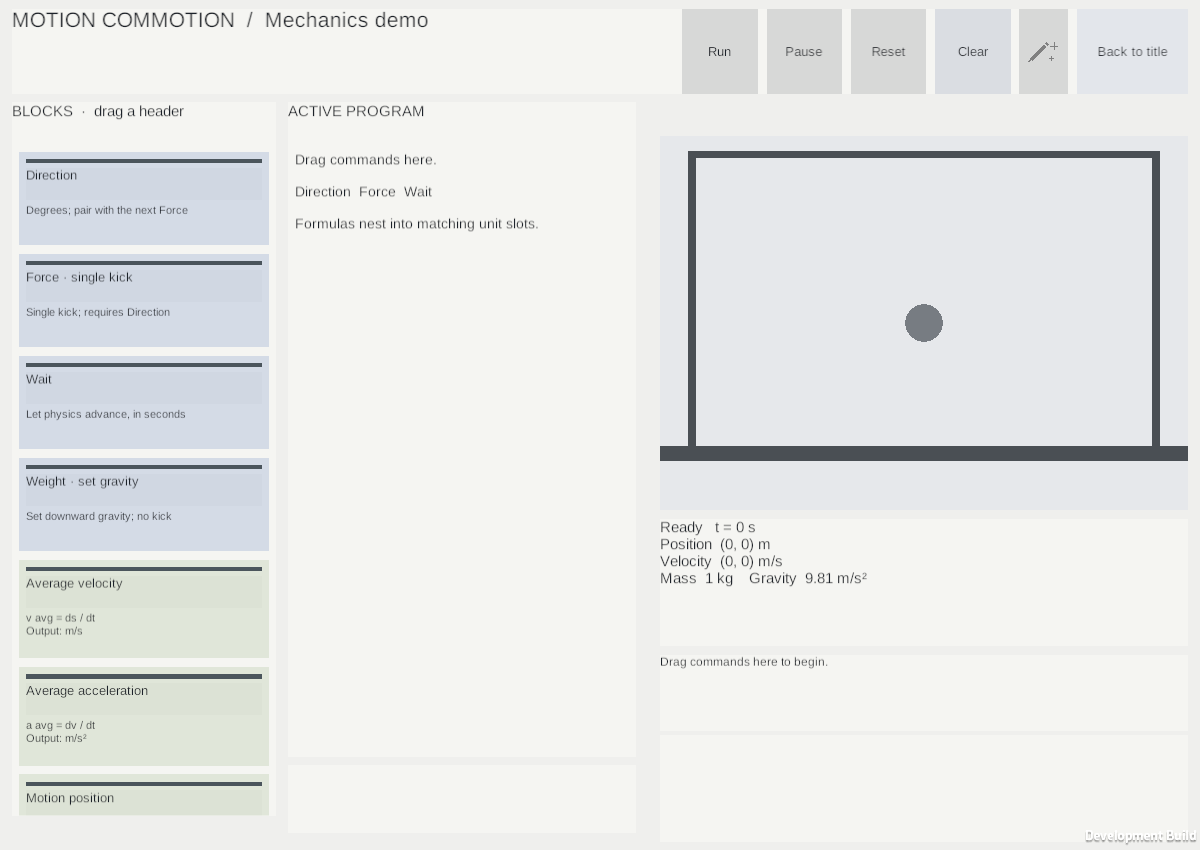 MOTION COMMOTION / Mechanics demo
Run
Pause
Reset
Clear
Back to title
BLOCKS · drag a header
Direction
Degrees; pair with the next Force
Force · single kick
Single kick; requires Direction
Wait
Let physics advance, in seconds
Weight · set gravity
Set downward gravity; no kick
Average velocity
v avg = ds / dt
Output: m/s
Average acceleration
a avg = dv / dt
Output: m/s²
Motion position
ACTIVE PROGRAM
Drag commands here.
Direction Force Wait
Formulas nest into matching unit slots.
Ready t = 0 s
Position (0, 0) m
Velocity (0, 0) m/s
Mass 1 kg Gravity 9.81 m/s²
Drag commands here to begin.
Development Build